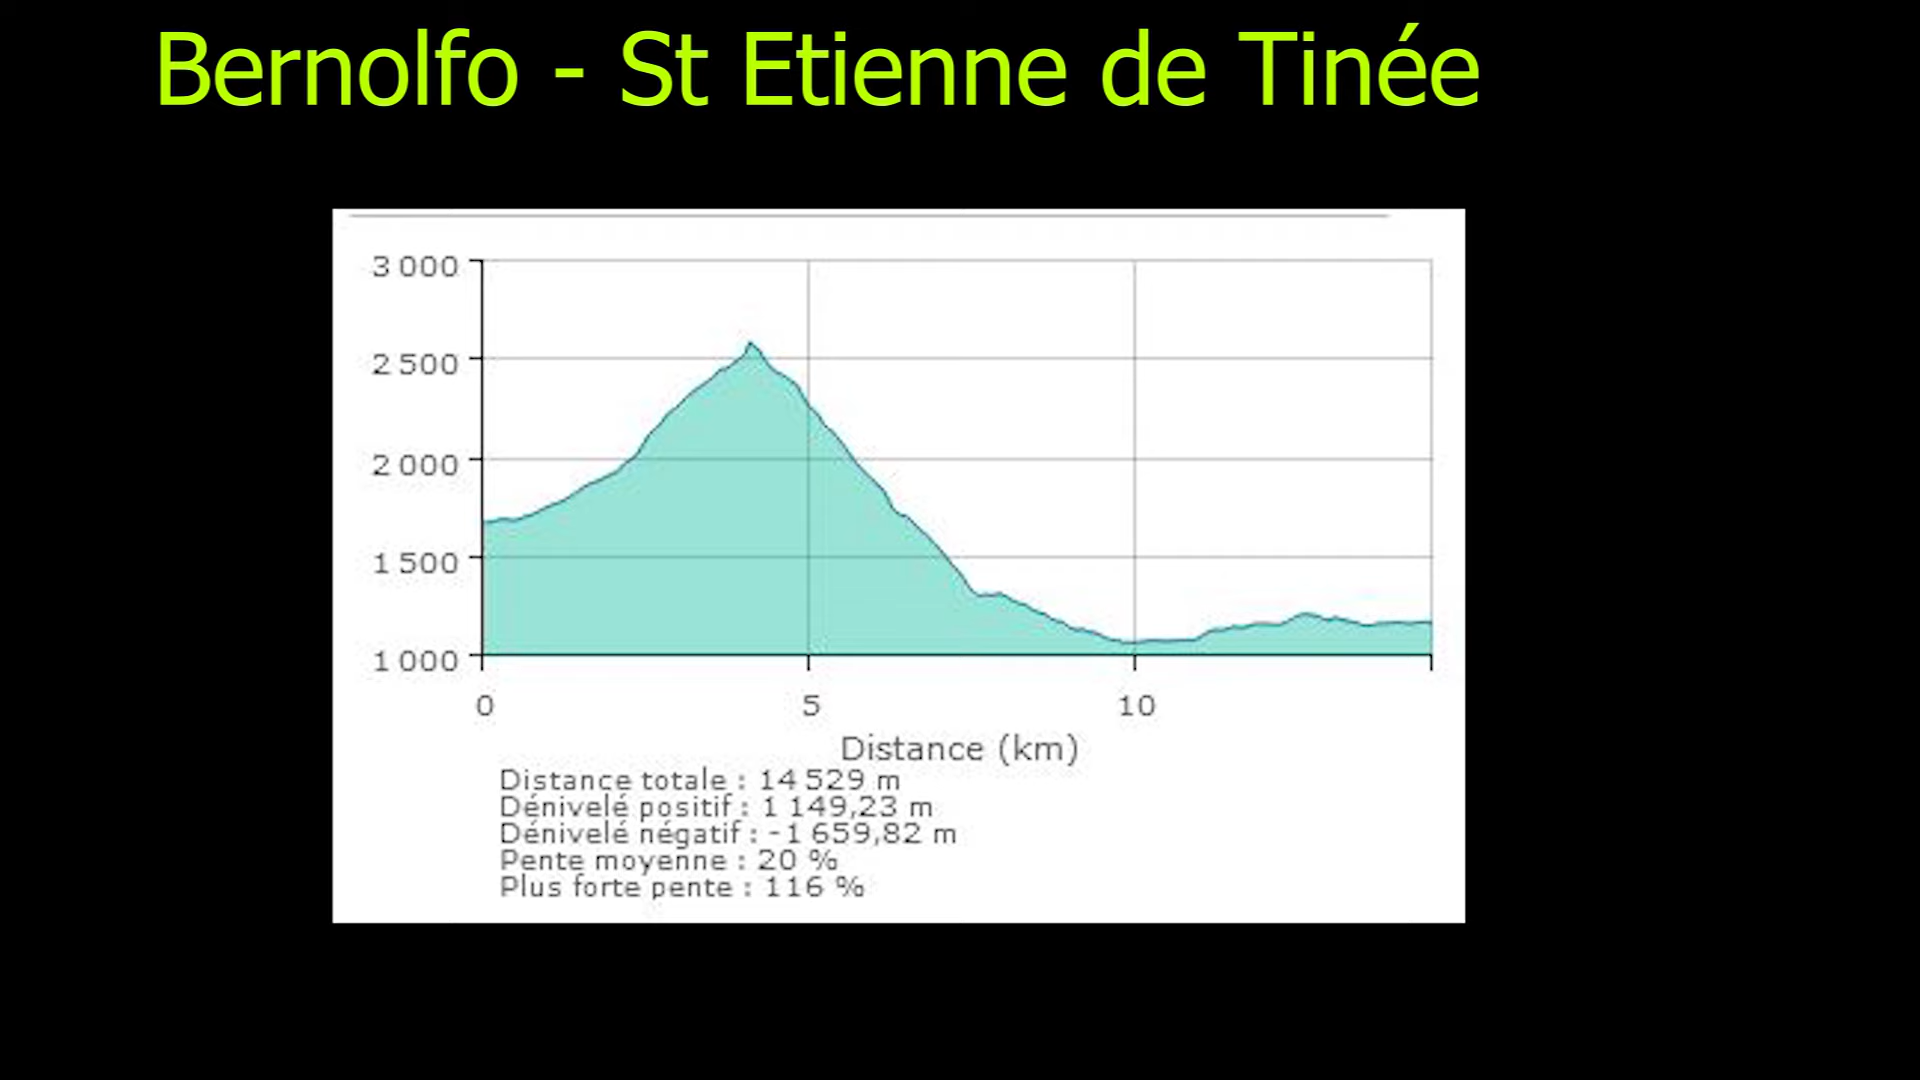 Bernolfo - St Etienne de Tinée
3 000
2 500
2 000
1 500
1 000
0 5 10
Distance (km)
Distance totale : 14 529 m
Dénivelé positif : 1 149,23 m
Dénivelé négatif : -1 659,82 m
Pente moyenne : 20 %
Plus forte pente : 116 %